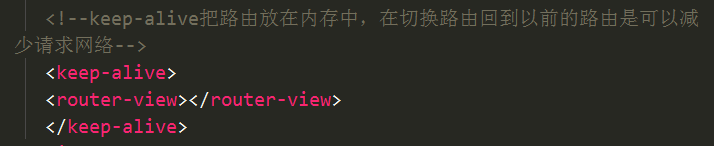 <!--keep-alive把路由放在内存中，在切换路由回到以前的路由是可以减
少请求网络-->
<keep-alive>
<router-view></router-view>
</keep-alive>